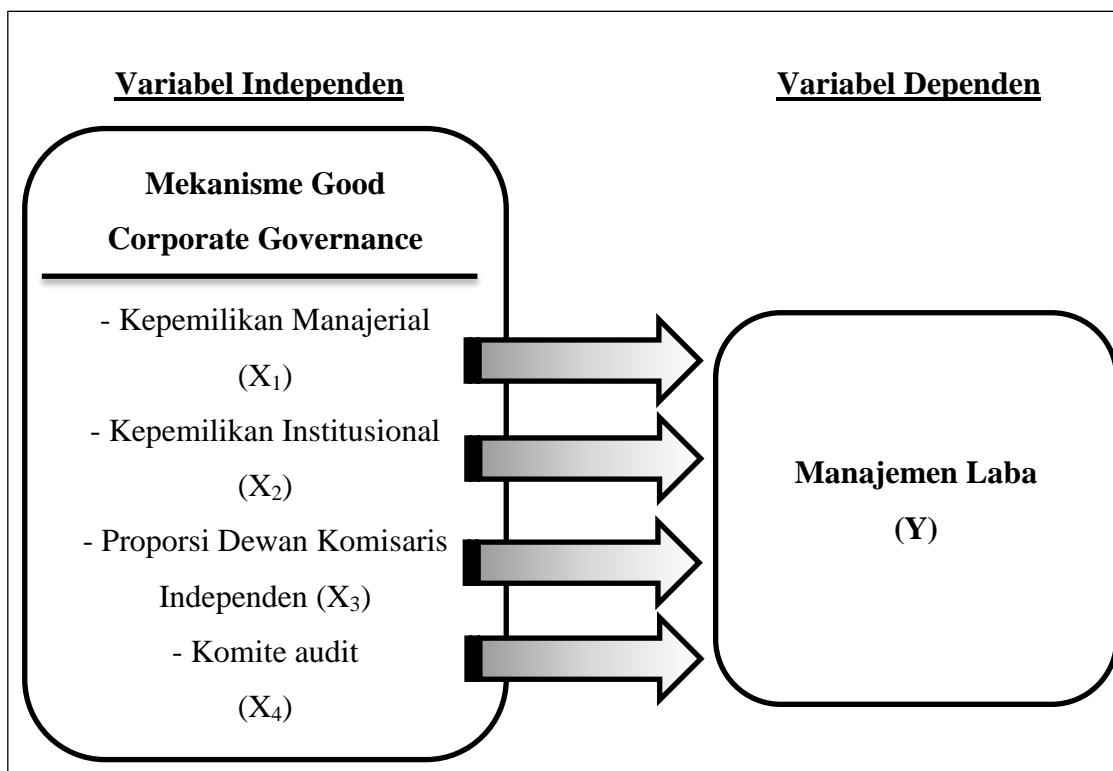 Variabel Independen
Variabel Dependen
Mekanisme Good
Corporate Governance
- Kepemilikan Manajerial
(X₁)
- Kepemilikan Institusional
(X₂)
- Proporsi Dewan Komisaris
Independen (X₃)
- Komite audit
(X₄)
Manajemen Laba
(Y)